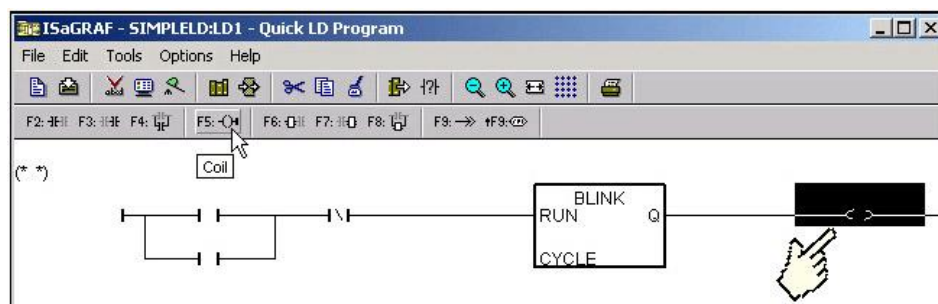 ISaGRAF - SIMPLELD:LD1 - Quick LD Program
File Edit Tools Options Help
F2: F3: F4: F5: F6: F7: F8: F9: ↑F9:
Coil
(* *)
BLINK
RUN Q
CYCLE